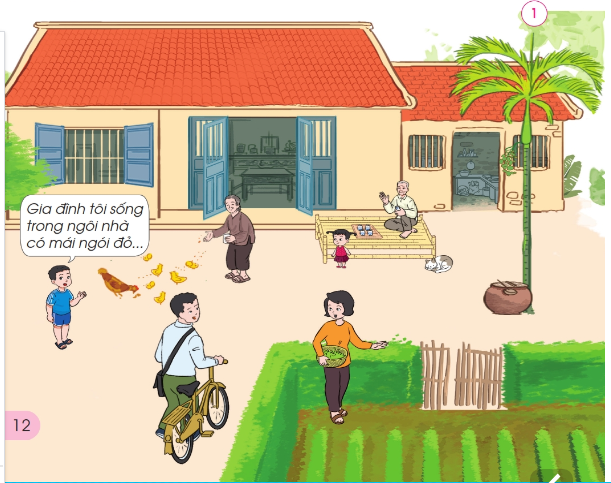 1
Gia đình tôi sống
trong ngôi nhà
có mái ngói đỏ...
12